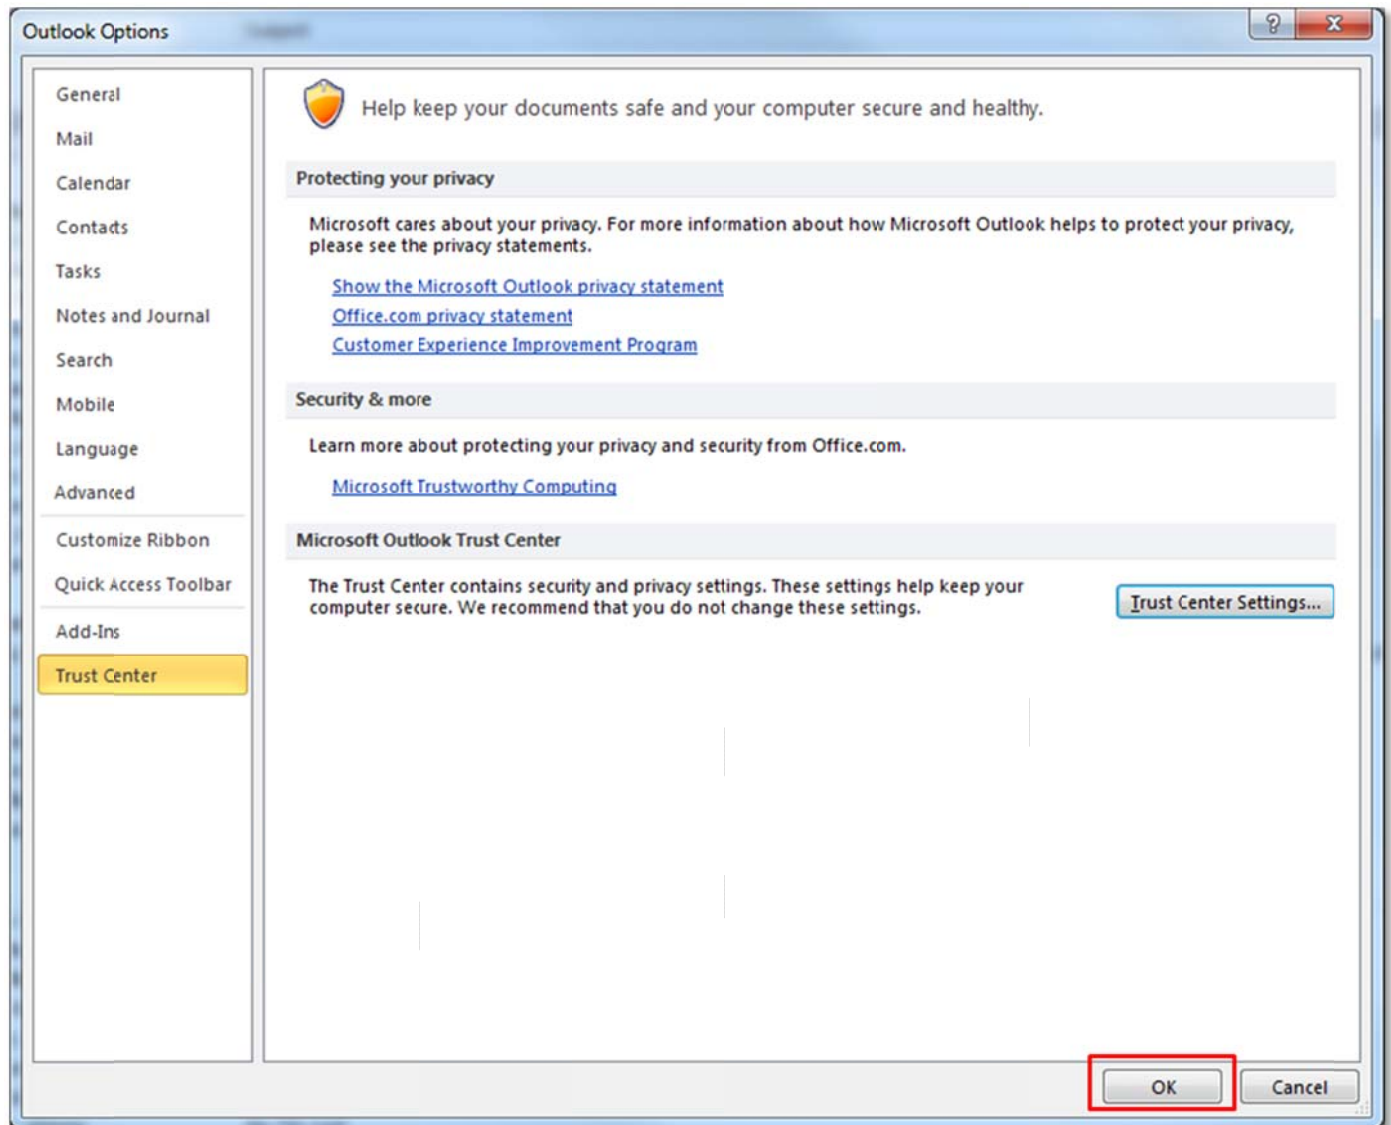 Outlook Options
General
Mail
Calendar
Contacts
Tasks
Notes and Journal
Search
Mobile
Language
Advanced
Customize Ribbon
Quick Access Toolbar
Add-Ins
Trust Center
Help keep your documents safe and your computer secure and healthy.
Protecting your privacy
Microsoft cares about your privacy. For more information about how Microsoft Outlook helps to protect your privacy,
please see the privacy statements.
Show the Microsoft Outlook privacy statement
Office.com privacy statement
Customer Experience Improvement Program
Security & more
Learn more about protecting your privacy and security from Office.com.
Microsoft Trustworthy Computing
Microsoft Outlook Trust Center
The Trust Center contains security and privacy settings. These settings help keep your
computer secure. We recommend that you do not change these settings.
Trust Center Settings...
OK
Cancel